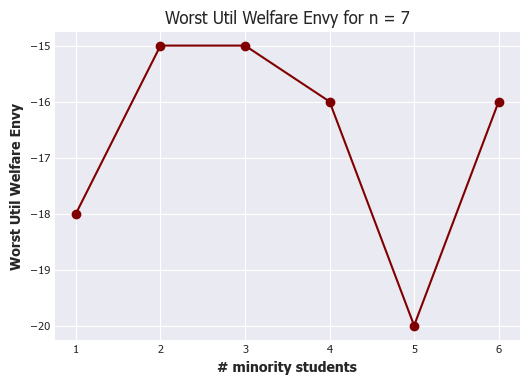 Worst Util Welfare Envy for n = 7
Worst Util Welfare Envy
−15
−16
−17
−18
−19
−20
1 2 3 4 5 6
# minority students